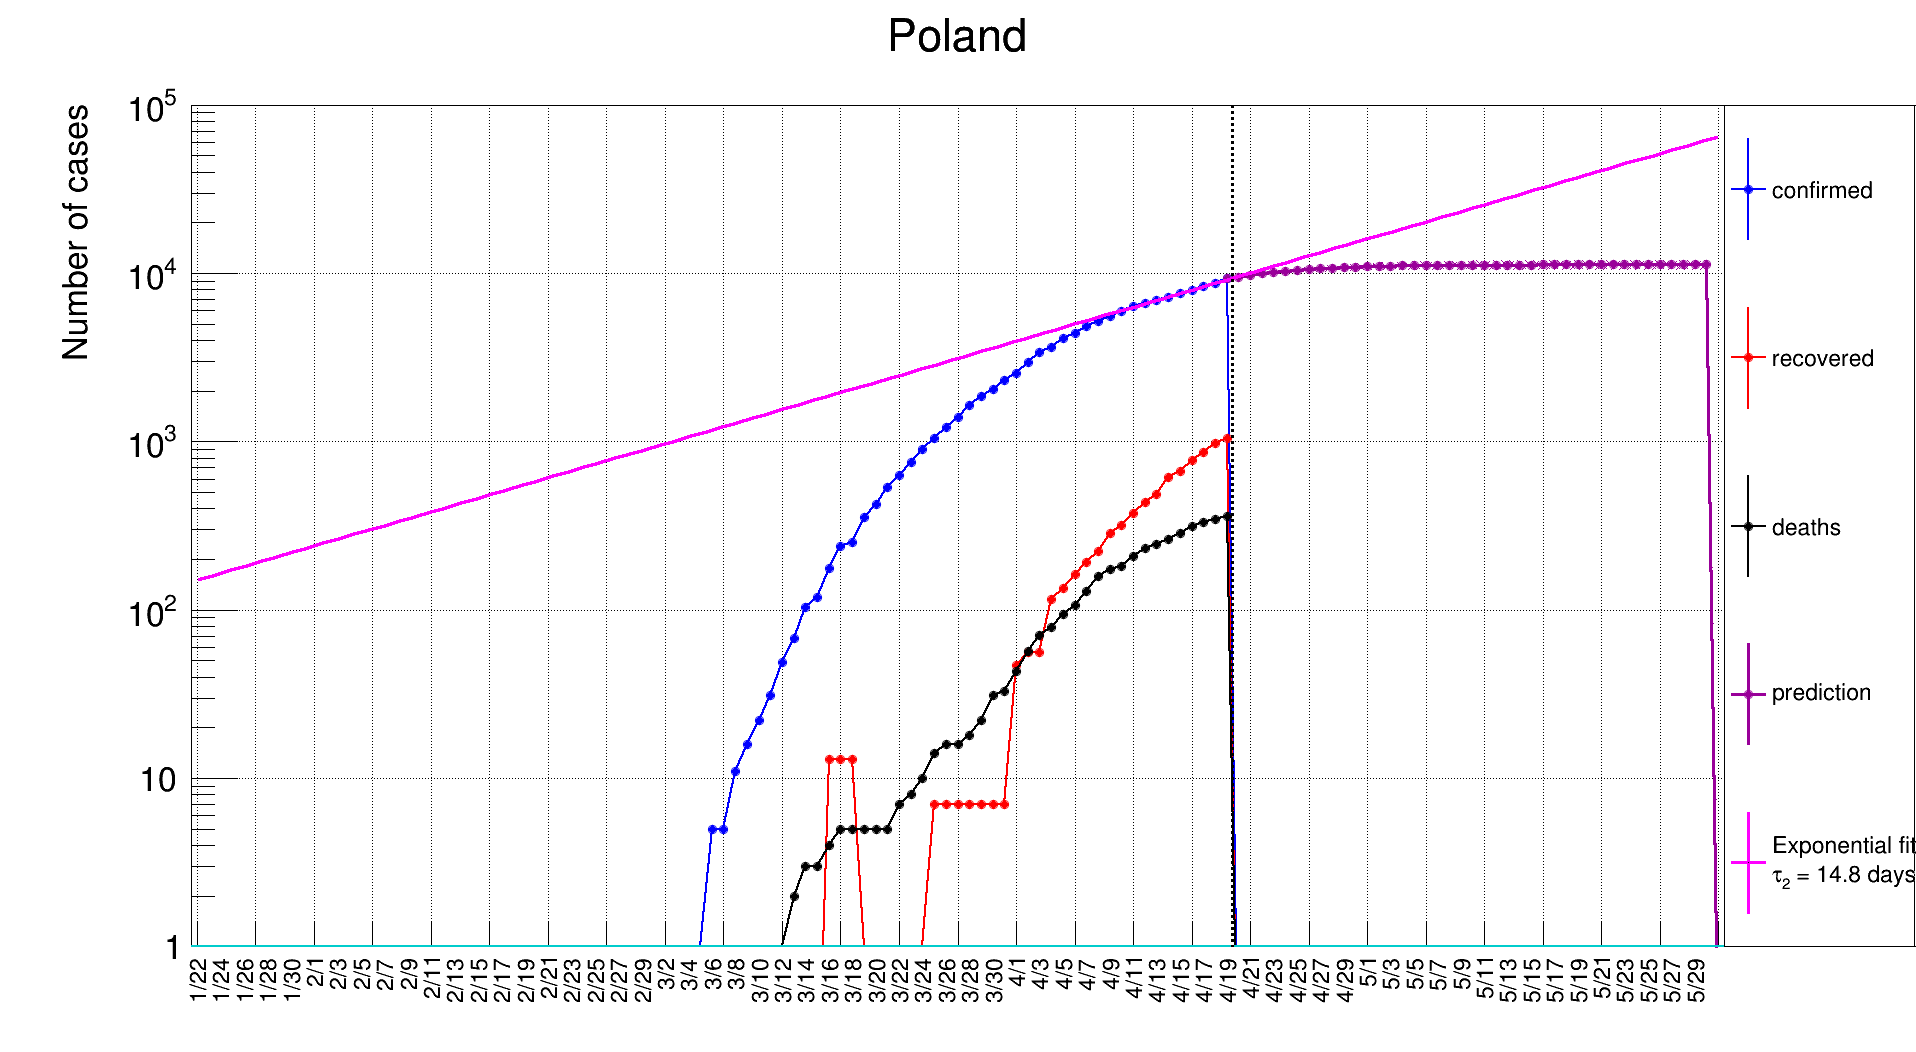 Poland
Number of cases
10^5
10^4
10^3
10^2
10
1
1/22 1/24 1/26 1/28 1/30 2/1 2/3 2/5 2/7 2/9 2/11 2/13 2/15 2/17 2/19 2/21 2/23 2/25 2/27 2/29 3/2 3/4 3/6 3/8 3/10 3/12 3/14 3/16 3/18 3/20 3/22 3/24 3/26 3/28 3/30 4/1 4/3 4/5 4/7 4/9 4/11 4/13 4/15 4/17 4/19 4/21 4/23 4/25 4/27 4/29 5/1 5/3 5/5 5/7 5/9 5/11 5/13 5/15 5/17 5/19 5/21 5/23 5/25 5/27 5/29
confirmed
recovered
deaths
prediction
Exponential fit
τ₂ = 14.8 days